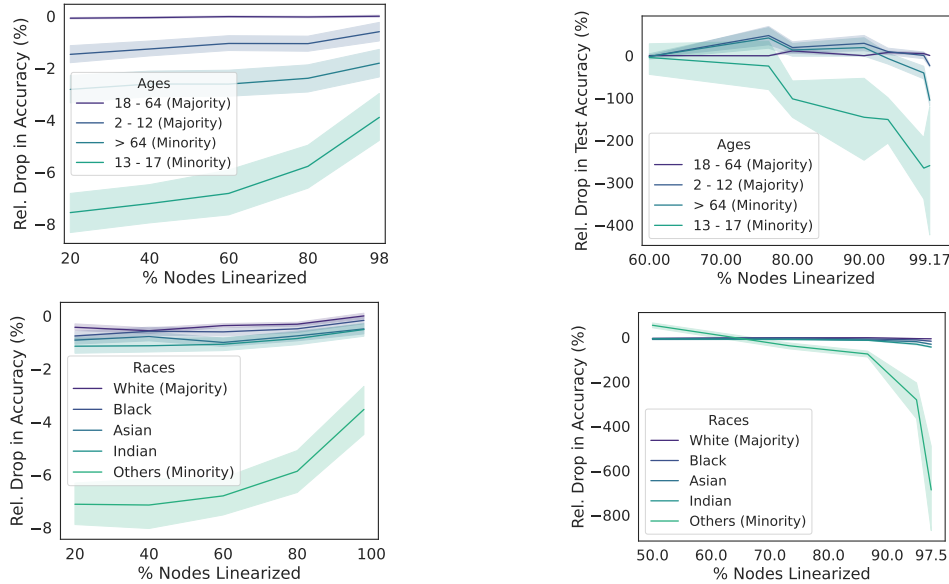 Rel. Drop in Accuracy (%)
0
−2
−4
−6
−8
Ages
18 - 64 (Majority)
2 - 12 (Majority)
> 64 (Minority)
13 - 17 (Minority)
20 40 60 80 98
% Nodes Linearized
Rel. Drop in Test Accuracy (%)
0
−100
−200
−300
−400
Ages
18 - 64 (Majority)
2 - 12 (Majority)
> 64 (Minority)
13 - 17 (Minority)
60.00 70.00 80.00 90.00 99.17
% Nodes Linearized
Rel. Drop in Accuracy (%)
0
−2
−4
−6
−8
Races
White (Majority)
Black
Asian
Indian
Others (Minority)
20 40 60 80 100
% Nodes Linearized
Rel. Drop in Accuracy (%)
0
−200
−400
−600
−800
Races
White (Majority)
Black
Asian
Indian
Others (Minority)
50.0 60.0 70.0 80.0 90.0 97.5
% Nodes Linearized